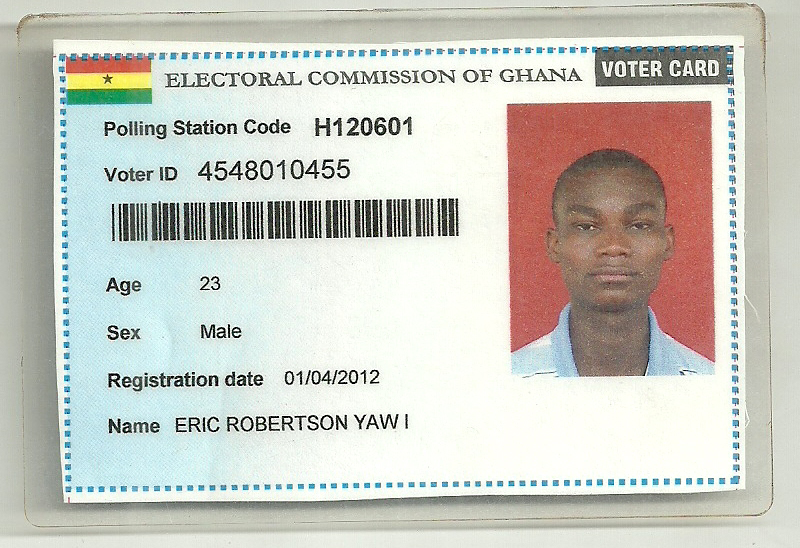 ELECTORAL COMMISSION OF GHANA VOTER CARD
Polling Station Code H120601
Voter ID 4548010455
Age 23
Sex Male
Registration date 01/04/2012
Name ERIC ROBERTSON YAW I